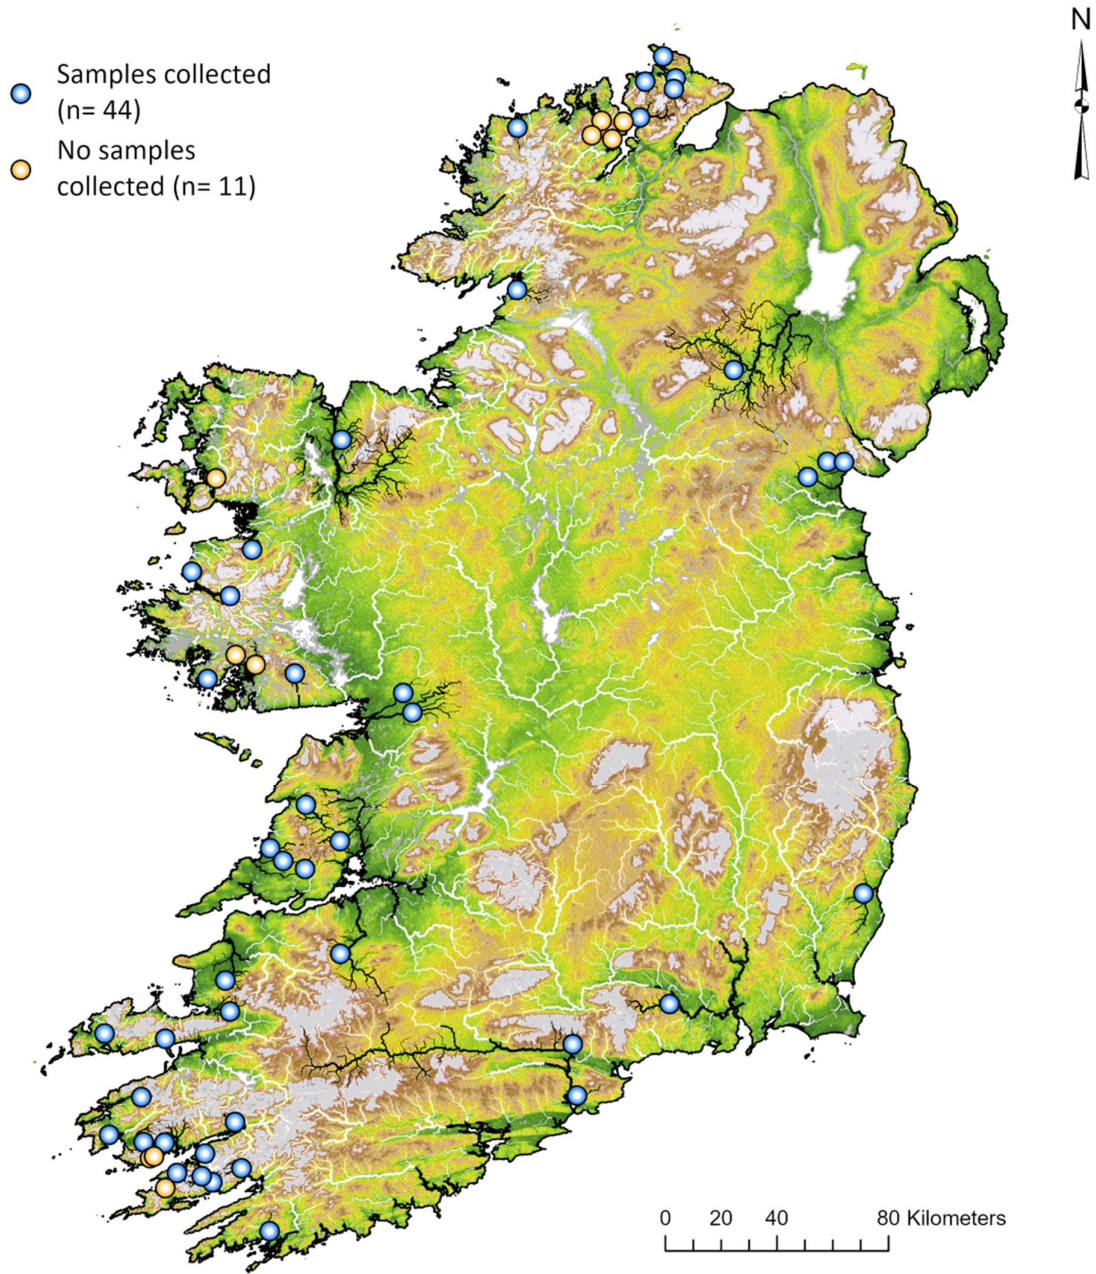 N
Samples collected
(n= 44)
No samples
collected (n= 11)
0 20 40 80 Kilometers